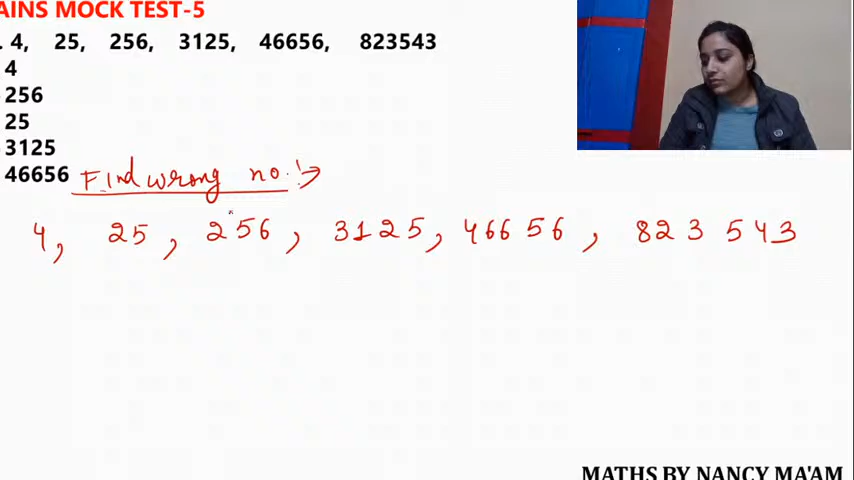 AINS MOCK TEST-5
. 4, 25, 256, 3125, 46656, 823543
4
256
25
3125
46656
Find wrong no. :→
4, 25, 256, 3125, 46656, 823543
MATHS BY NANCY MA'AM